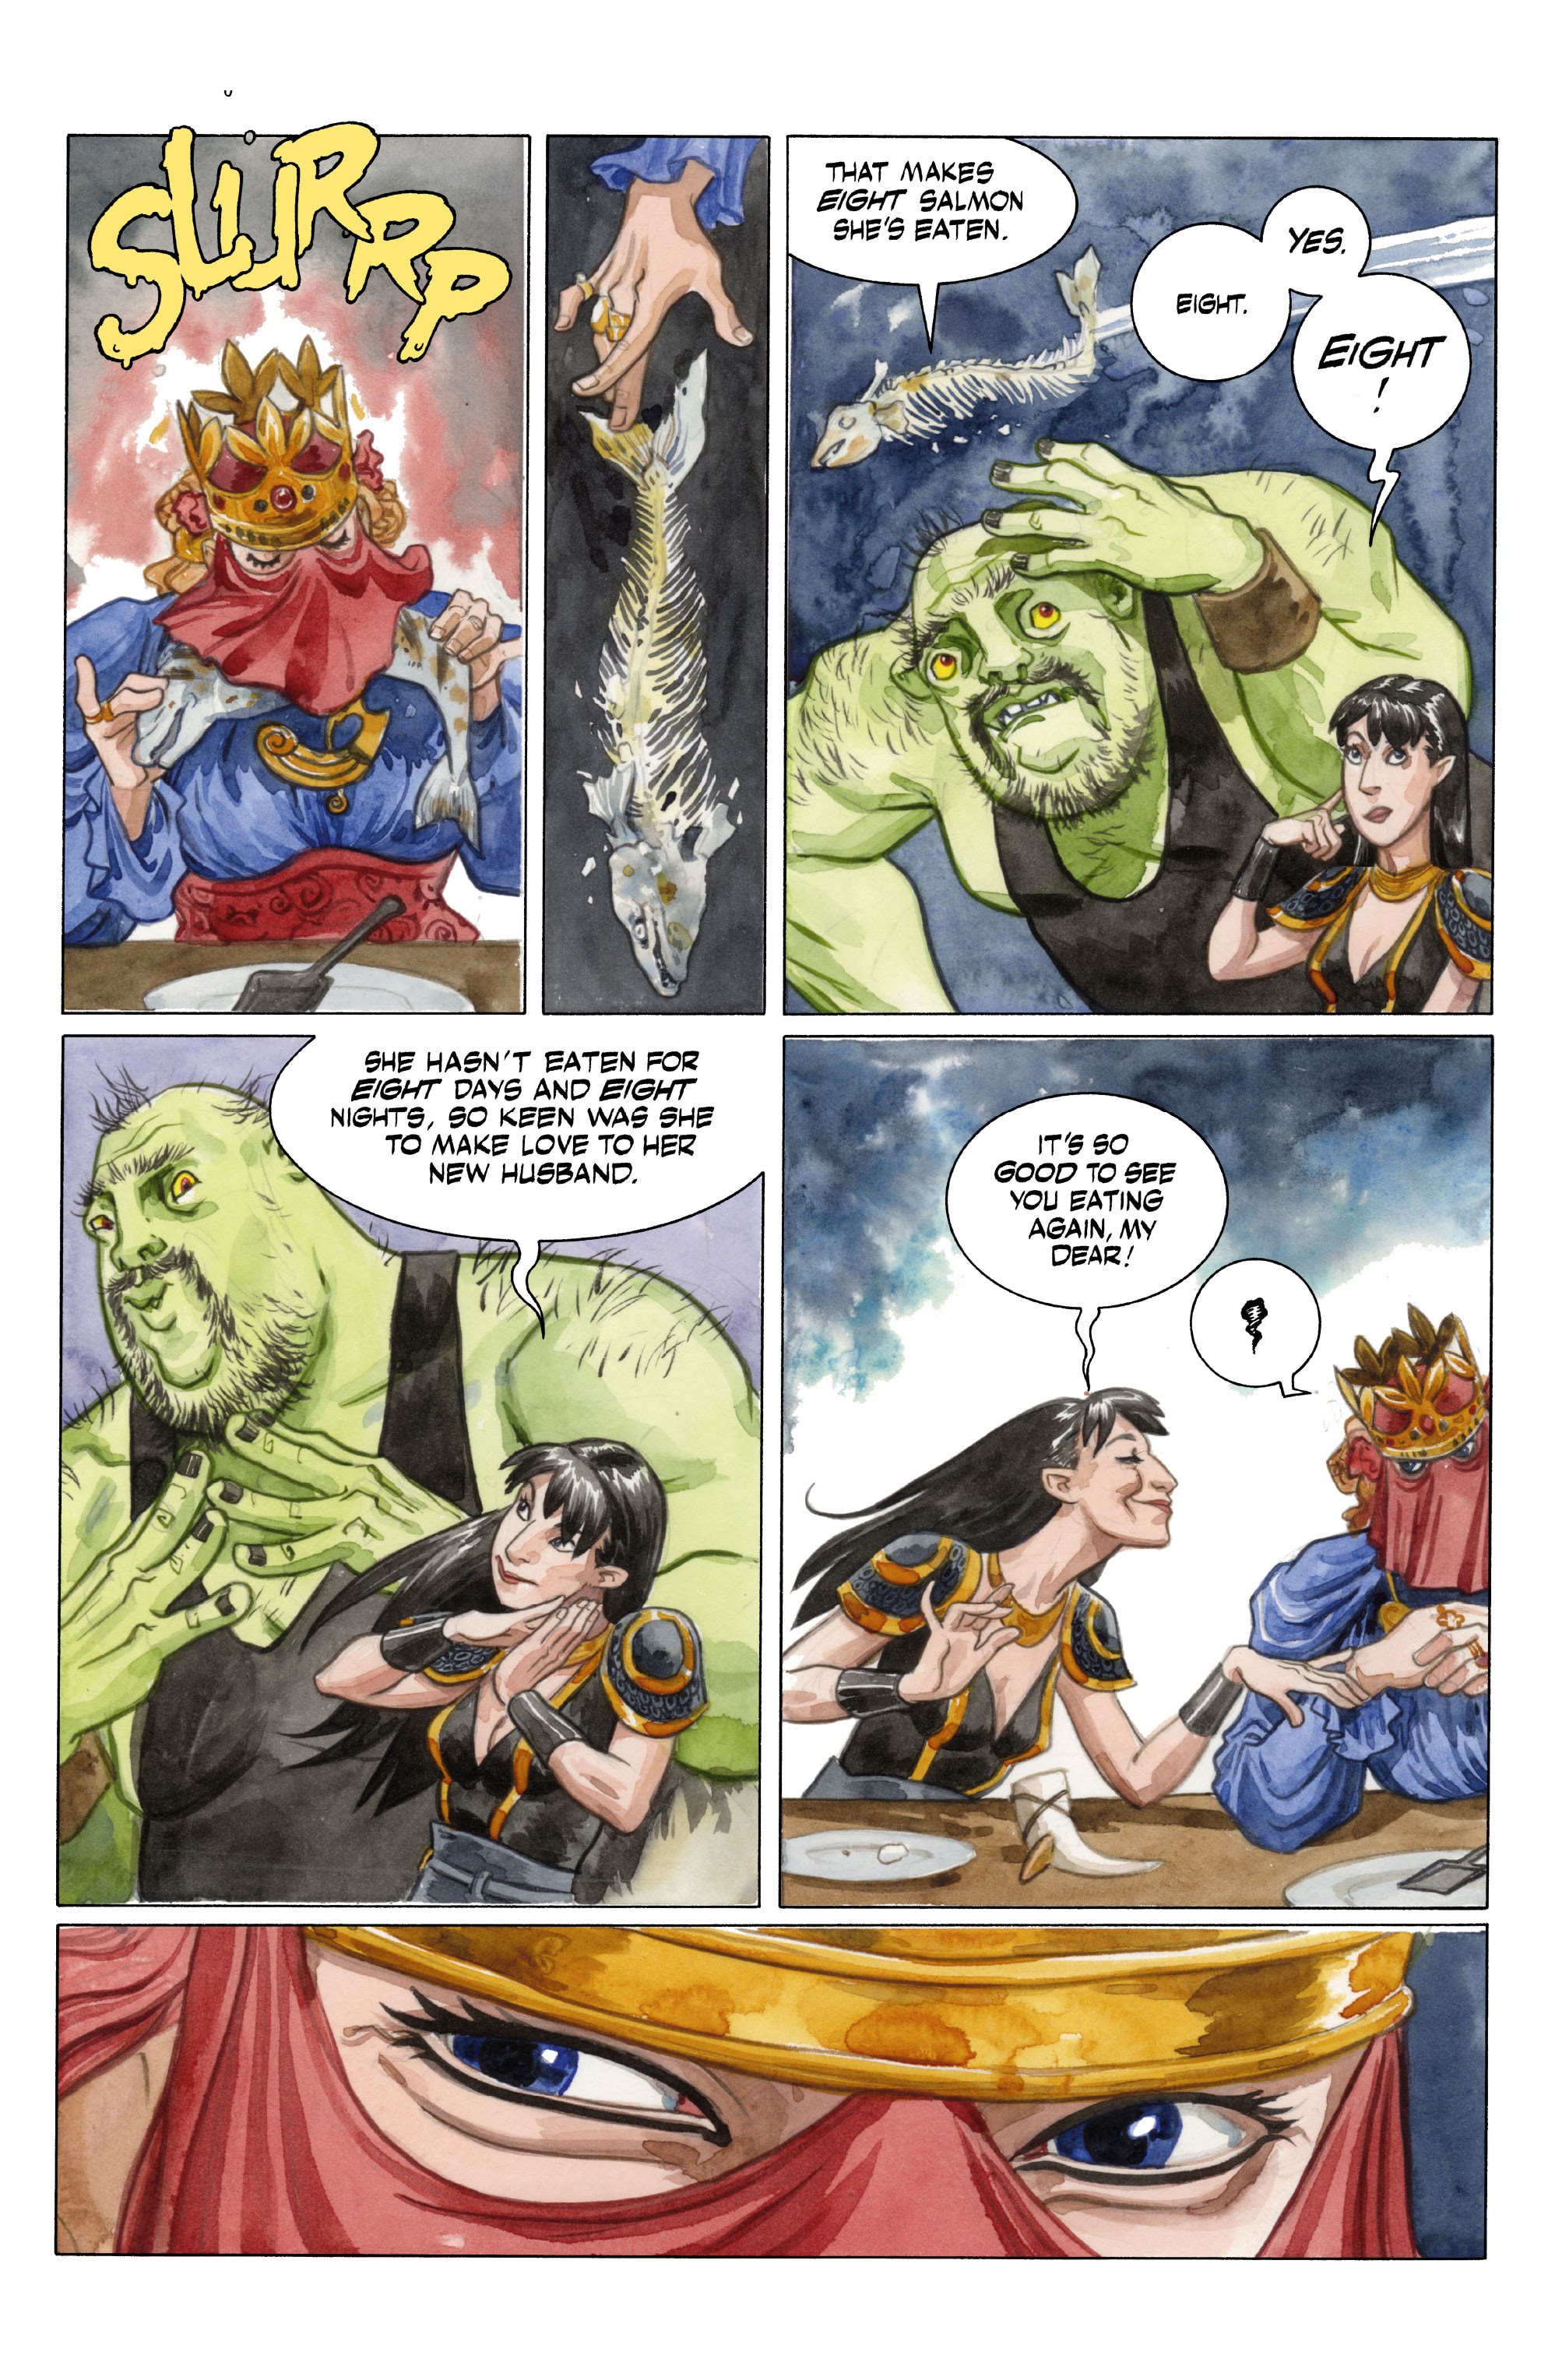 SLURRP
THAT MAKES
EIGHT SALMON
SHE'S EATEN.
EIGHT.
YES.
EIGHT
!
SHE HASN'T EATEN FOR
EIGHT DAYS AND EIGHT
NIGHTS, SO KEEN WAS SHE
TO MAKE LOVE TO HER
NEW HUSBAND.
IT'S SO
GOOD TO SEE
YOU EATING
AGAIN, MY
DEAR!